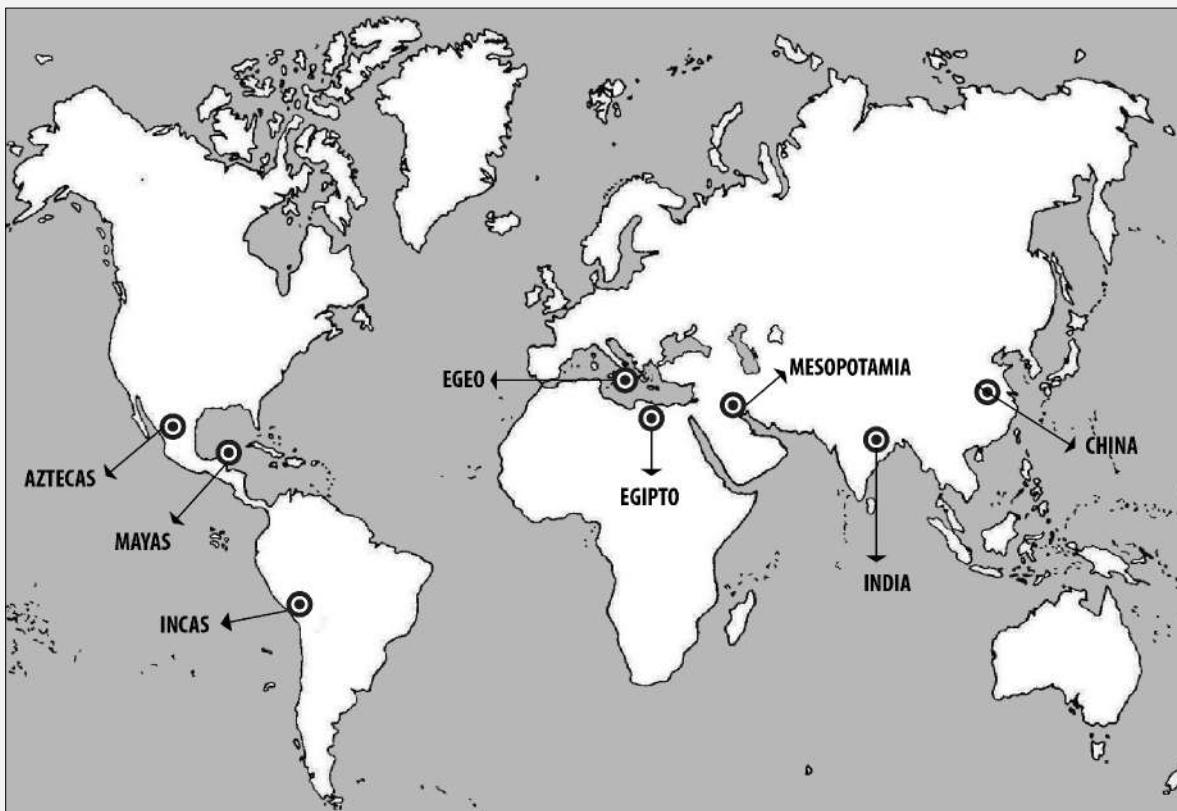 EGEO
MESOPOTAMIA
CHINA
AZTECAS
EGIPTO
MAYAS
INDIA
INCAS